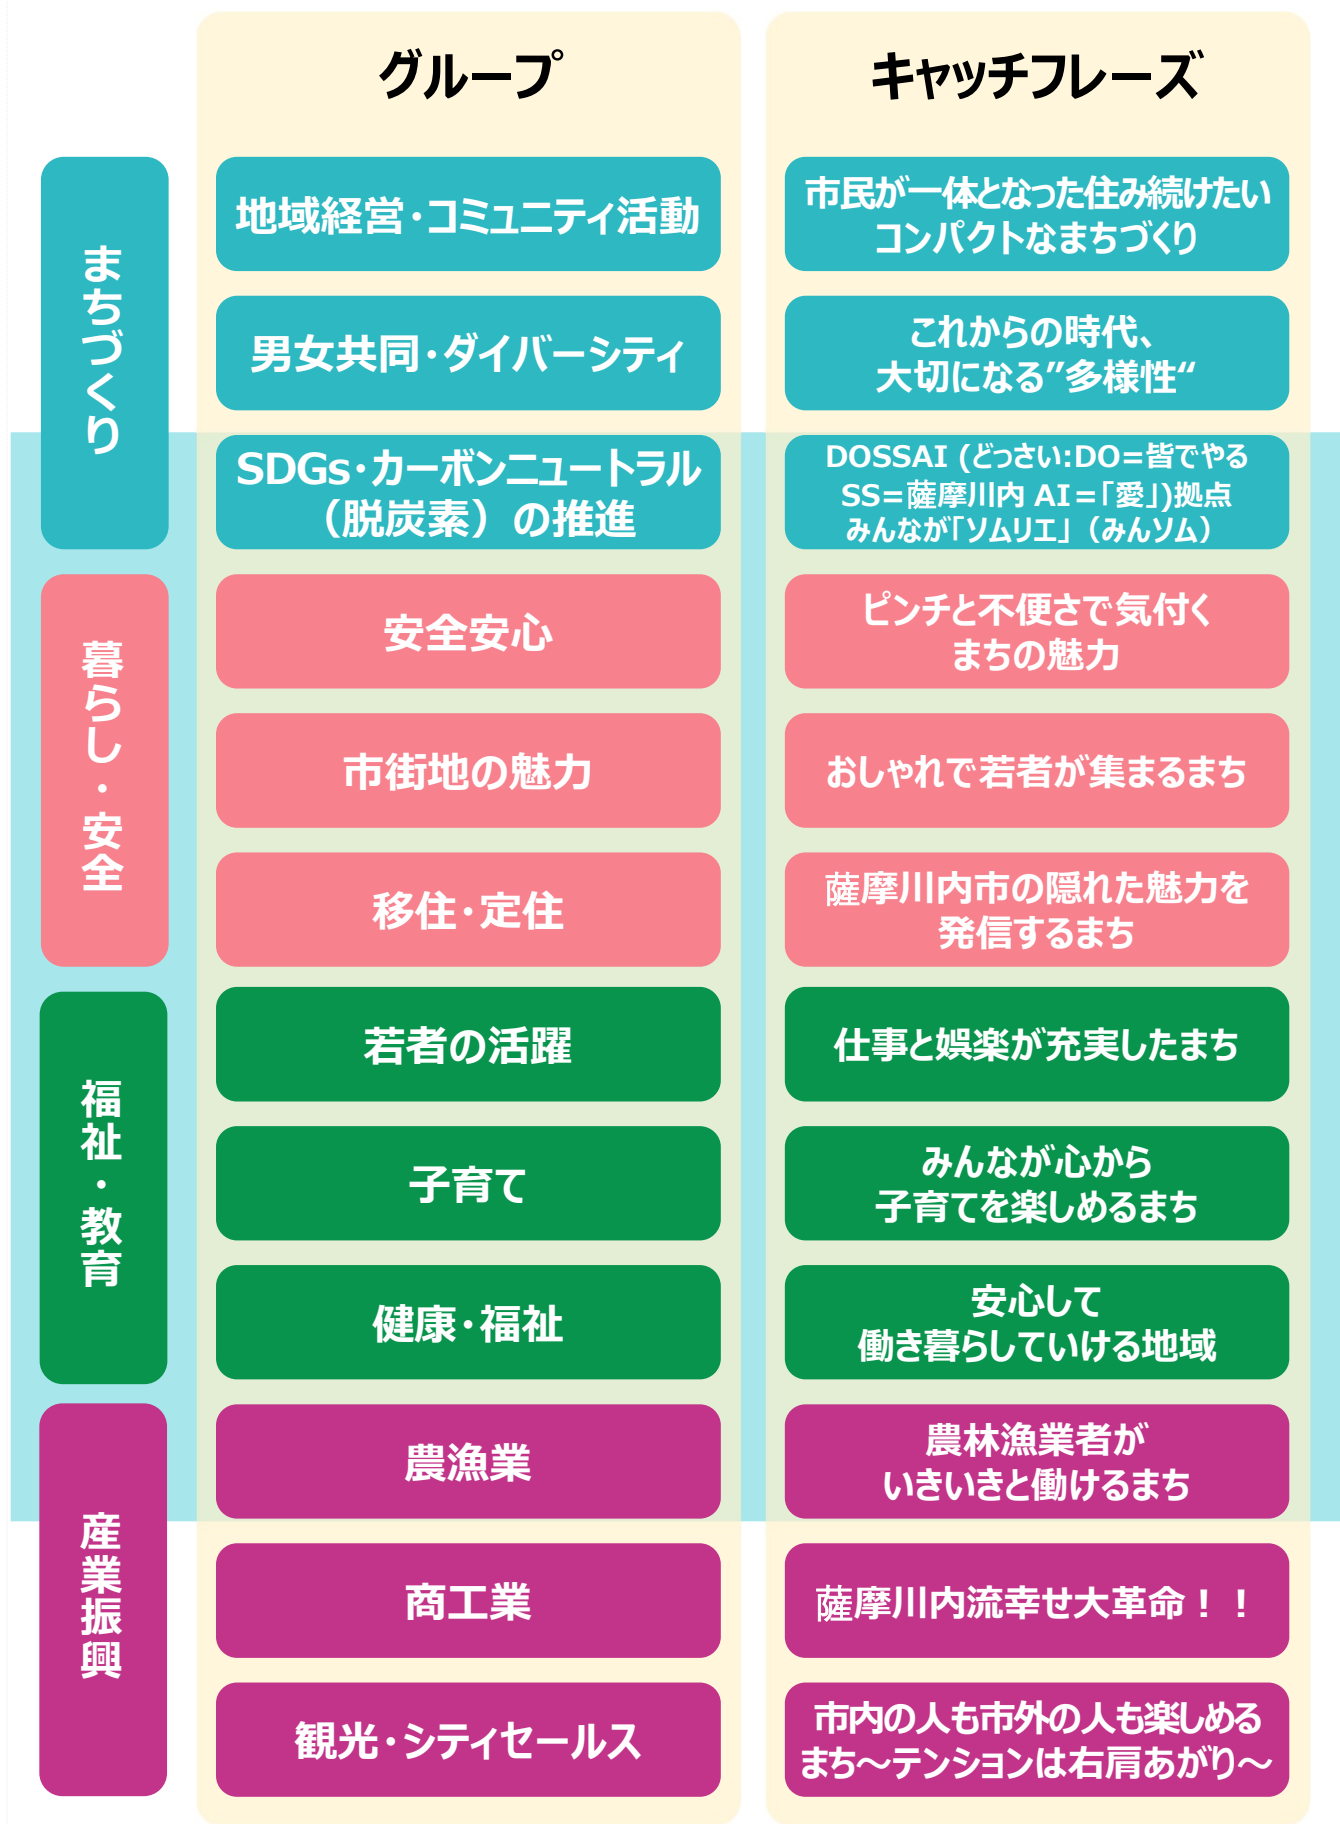 グループ
キャッチフレーズ
まちづくり
地域経営・コミュニティ活動
市民が一体となった住み続けたい
コンパクトなまちづくり
男女共同・ダイバーシティ
これからの時代、
大切になる”多様性“
SDGs・カーボンニュートラル
（脱炭素）の推進
DOSSAI (どっさい:DO=皆でやる
SS=薩摩川内 AI=「愛」)拠点
みんなが「ソムリエ」（みんソム）
暮らし・安全
安全安心
ピンチと不便さで気付く
まちの魅力
市街地の魅力
おしゃれで若者が集まるまち
移住・定住
薩摩川内市の隠れた魅力を
発信するまち
福祉・教育
若者の活躍
仕事と娯楽が充実したまち
子育て
みんなが心から
子育てを楽しめるまち
健康・福祉
安心して
働き暮らしていける地域
産業振興
農漁業
農林漁業者が
いきいきと働けるまち
商工業
薩摩川内流幸せ大革命！！
観光・シティセールス
市内の人も市外の人も楽しめる
まち～テンションは右肩あがり～